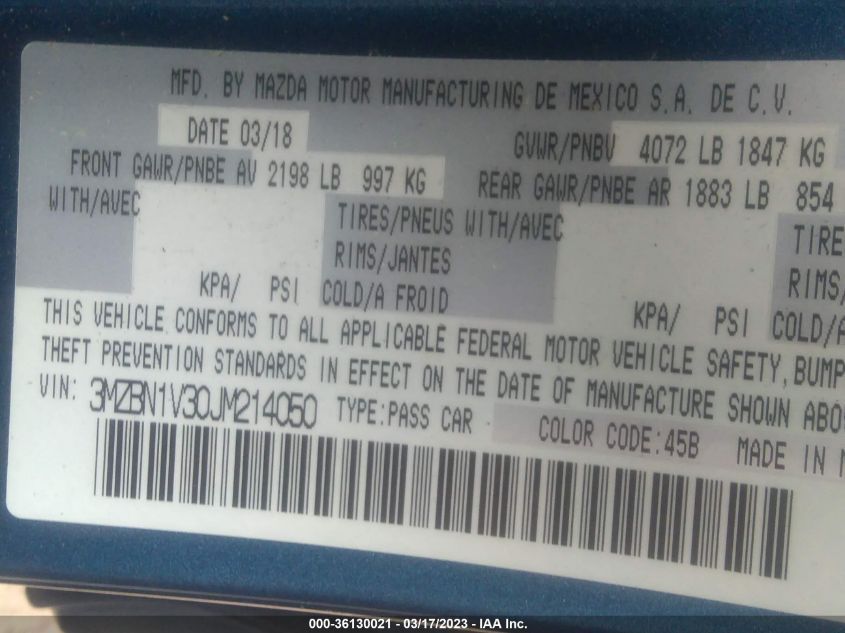 MFD. BY MAZDA MOTOR MANUFACTURING DE MEXICO S.A. DE C.V.
DATE 03/18 GVWR/PNBV 4072 LB 1847 KG
FRONT GAWR/PNBE AV 2198 LB 997 KG REAR GAWR/PNBE AR 1883 LB 854
WITH/AVEC TIRES/PNEUS WITH/AVEC TIRE
RIMS/JANTES RIMS/
KPA/ PSI COLD/A FROID KPA/ PSI COLD/A
THIS VEHICLE CONFORMS TO ALL APPLICABLE FEDERAL MOTOR VEHICLE SAFETY, BUMP
THEFT PREVENTION STANDARDS IN EFFECT ON THE DATE OF MANUFACTURE SHOWN ABO
VIN: 3MZBN1V30JM214050 TYPE:PASS CAR COLOR CODE:45B MADE IN M
000-36130021 - 03/17/2023 - IAA Inc.